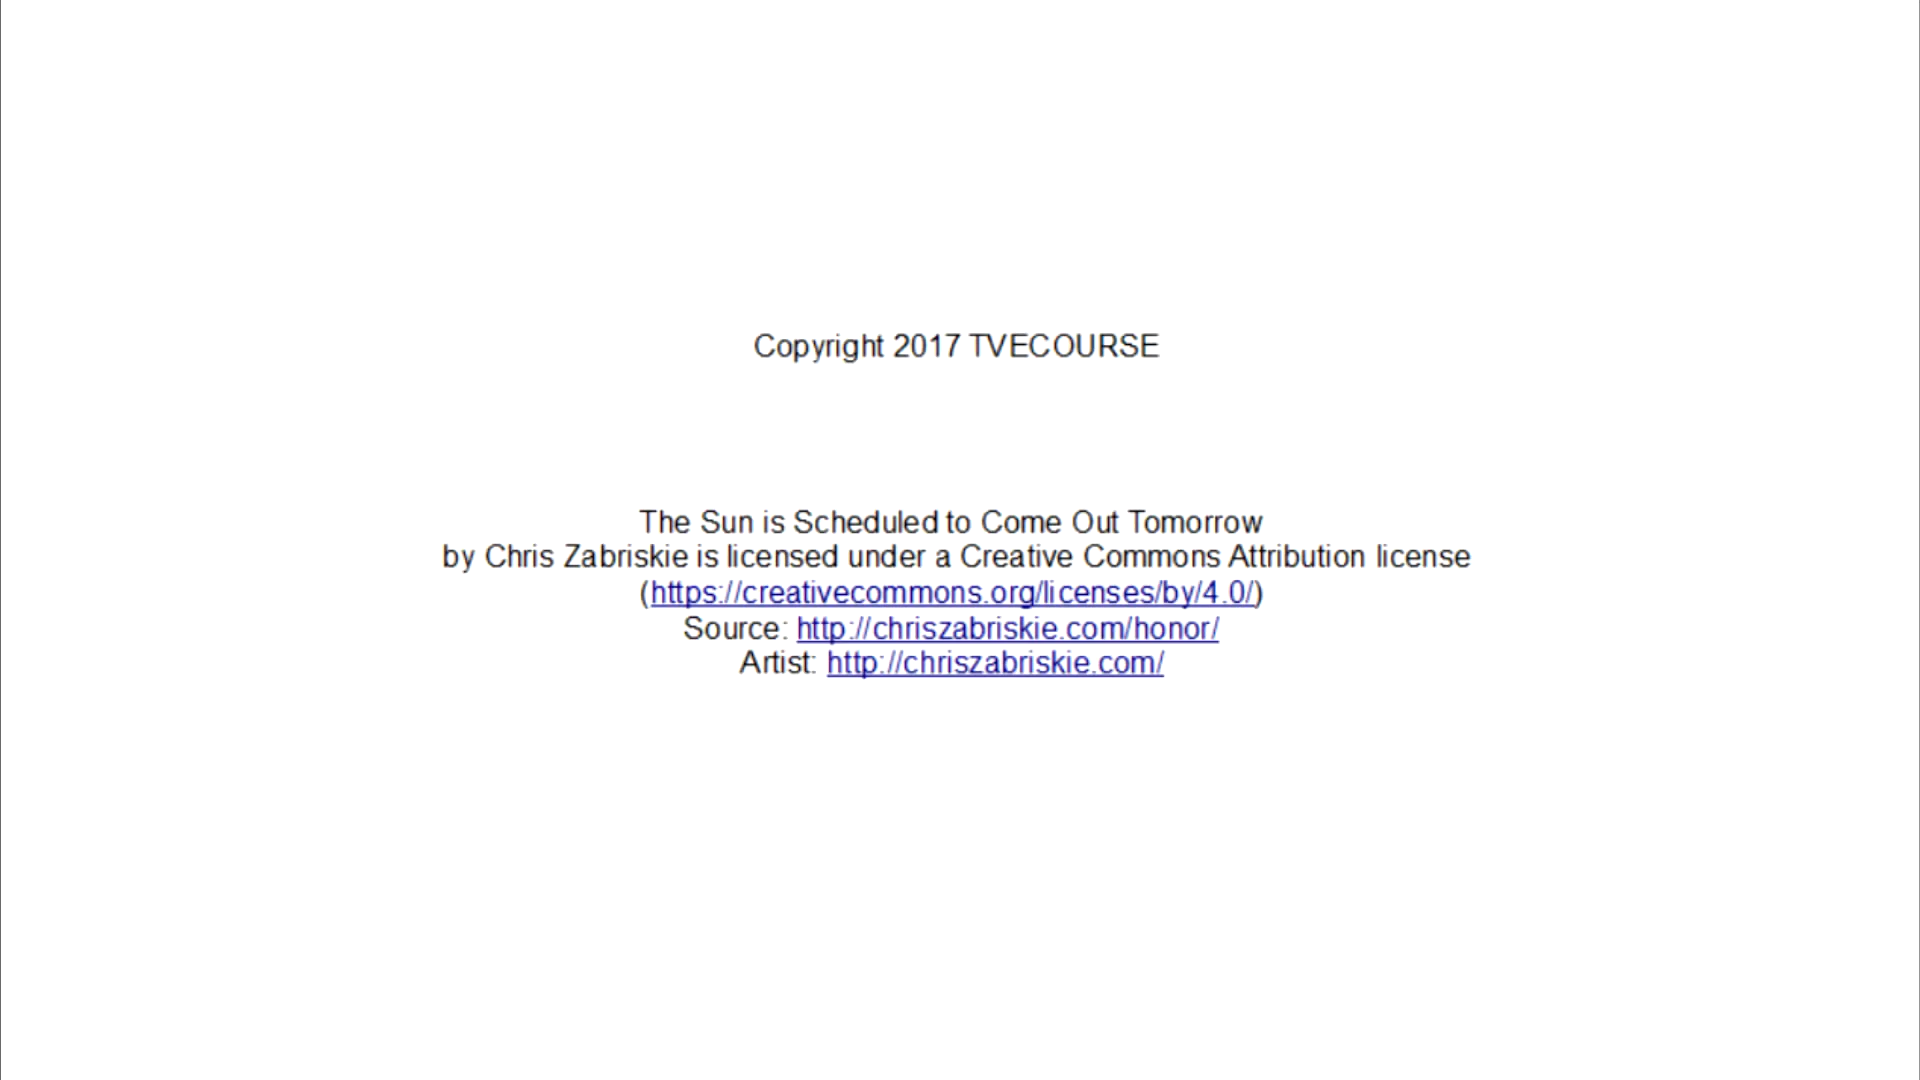 Copyright 2017 TVECOURSE
The Sun is Scheduled to Come Out Tomorrow
by Chris Zabriskie is licensed under a Creative Commons Attribution license
(https://creativecommons.org/licenses/by/4.0/)
Source: http://chriszabriskie.com/honor/
Artist: http://chriszabriskie.com/